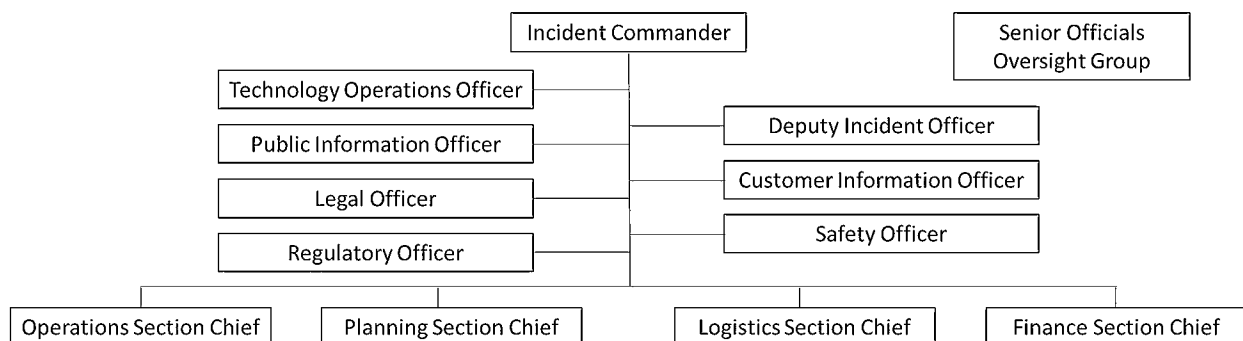 Incident Commander
Senior Officials
Oversight Group
Technology Operations Officer
Deputy Incident Officer
Public Information Officer
Customer Information Officer
Legal Officer
Safety Officer
Regulatory Officer
Operations Section Chief
Planning Section Chief
Logistics Section Chief
Finance Section Chief